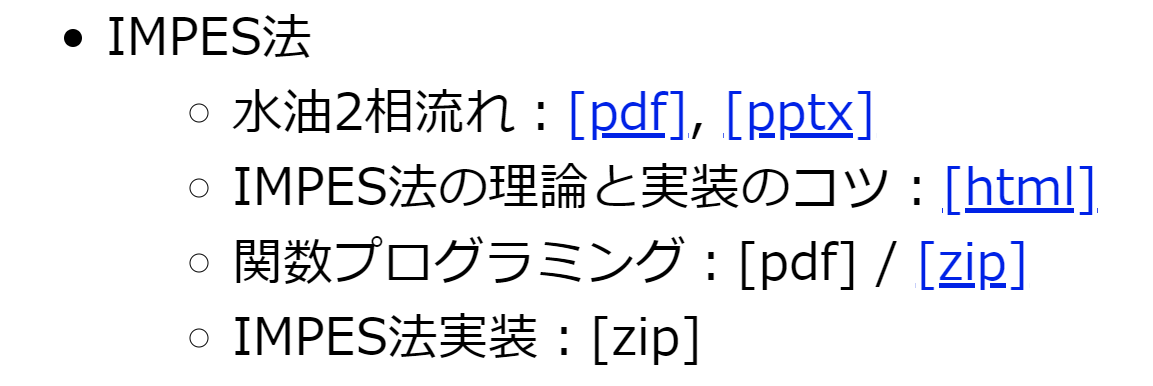 • IMPES法
○ 水油2相流れ：[pdf], [pptx]
○ IMPES法の理論と実装のコツ：[html]
○ 関数プログラミング：[pdf] / [zip]
○ IMPES法実装：[zip]